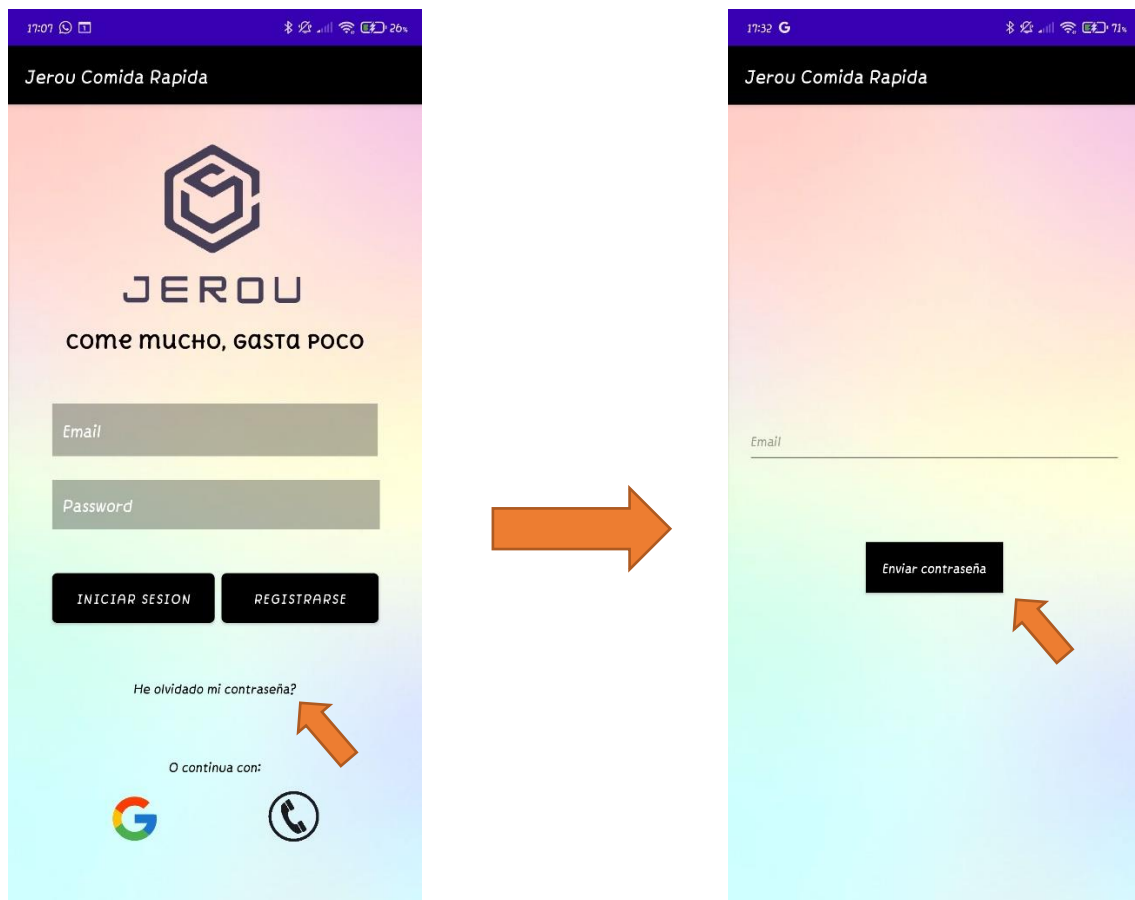 17:07 26%
Jerou Comida Rapida
JEROU
come mucho, gasta poco
Email
Password
INICIAR SESION REGISTRARSE
He olvidado mi contraseña?
O continua con:
G
17:32 G 71%
Jerou Comida Rapida
Email
Enviar contraseña